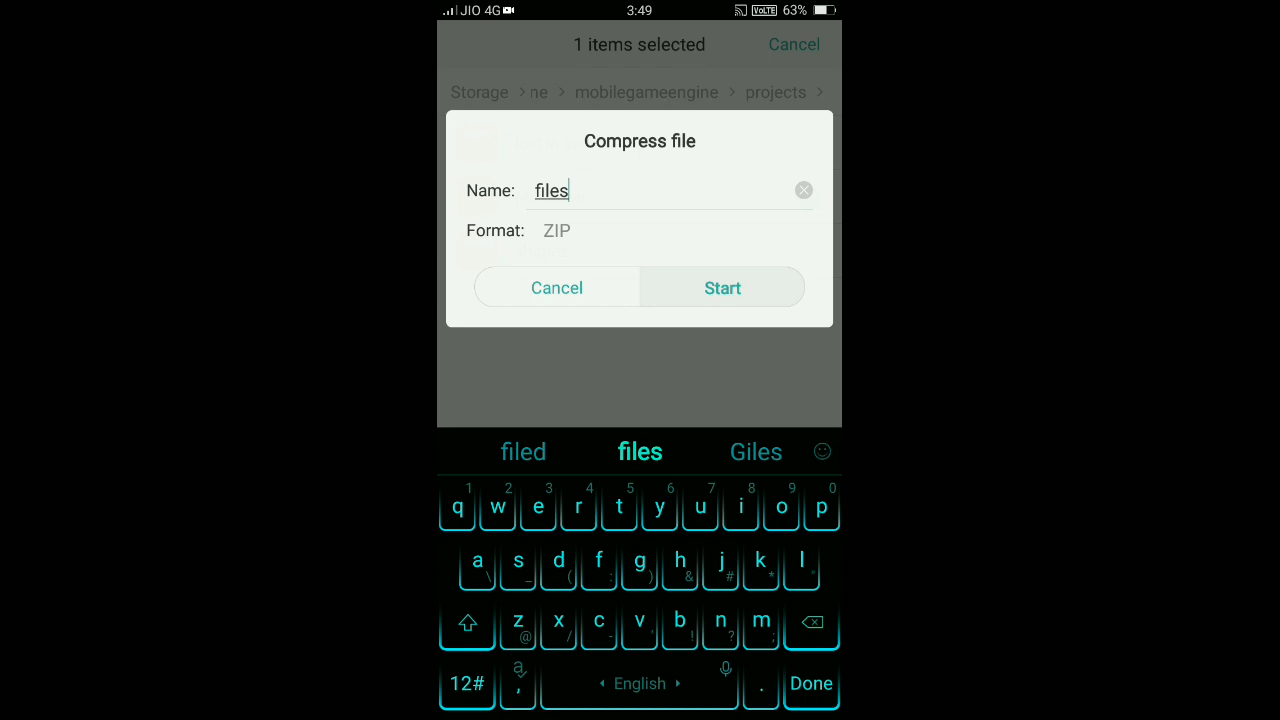 JIO 4G 3:49 VoLTE 63%
1 items selected Cancel
Storage > ne > mobilegameengine > projects >
Compress file
Name: files
Format: ZIP
Cancel Start
filed files Giles
1 2 3 4 5 6 7 8 9 0
q w e r t y u i o p
a s d f g h j k l
\ _ ( : ) & # * "
z x c v b n m
@ / - ' ! ? ;
12# a , English . Done